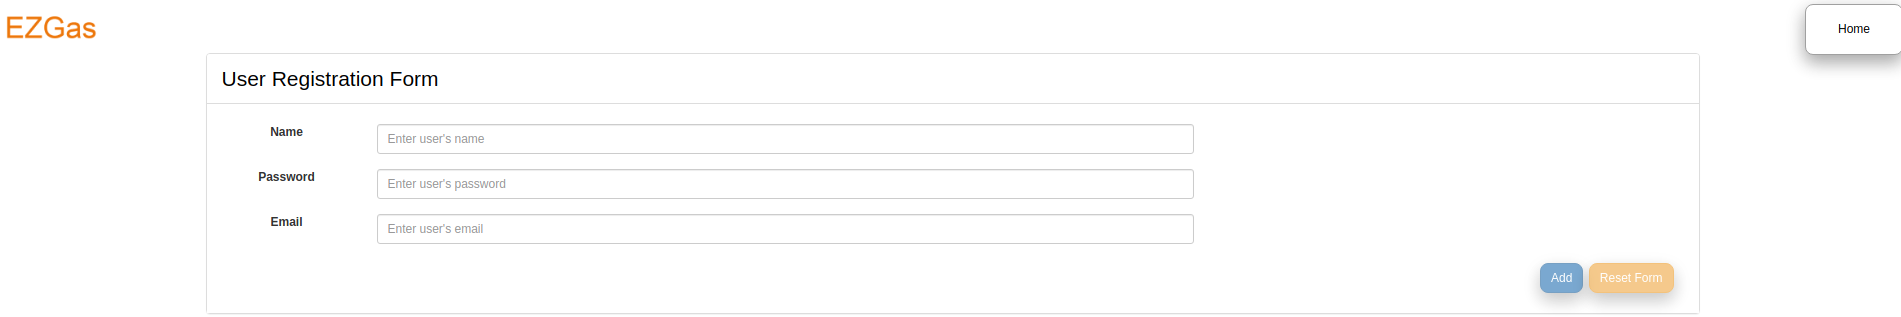 EZGas
Home
User Registration Form
Name
Enter user's name
Password
Enter user's password
Email
Enter user's email
Add
Reset Form